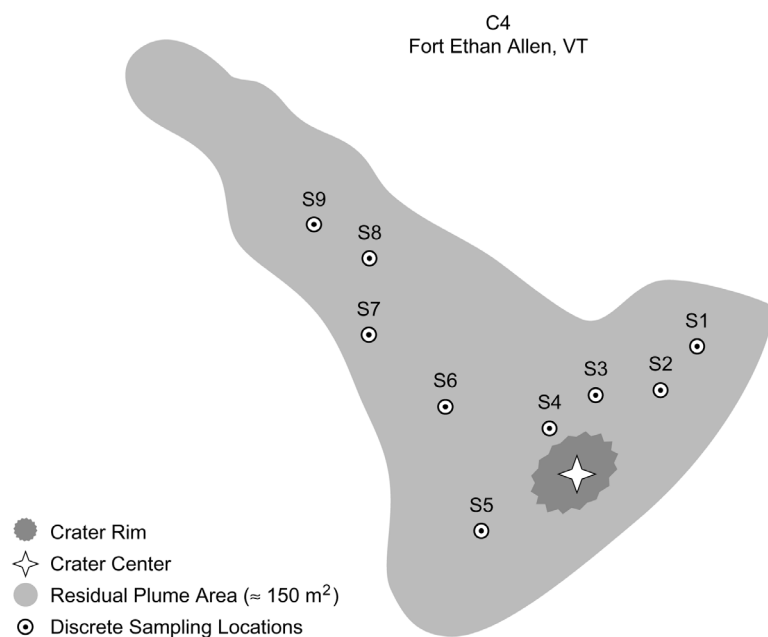 C4
Fort Ethan Allen, VT
S9
S8
S7
S1
S2
S3
S6
S4
S5
Crater Rim
Crater Center
Residual Plume Area (≈ 150 m²)
Discrete Sampling Locations